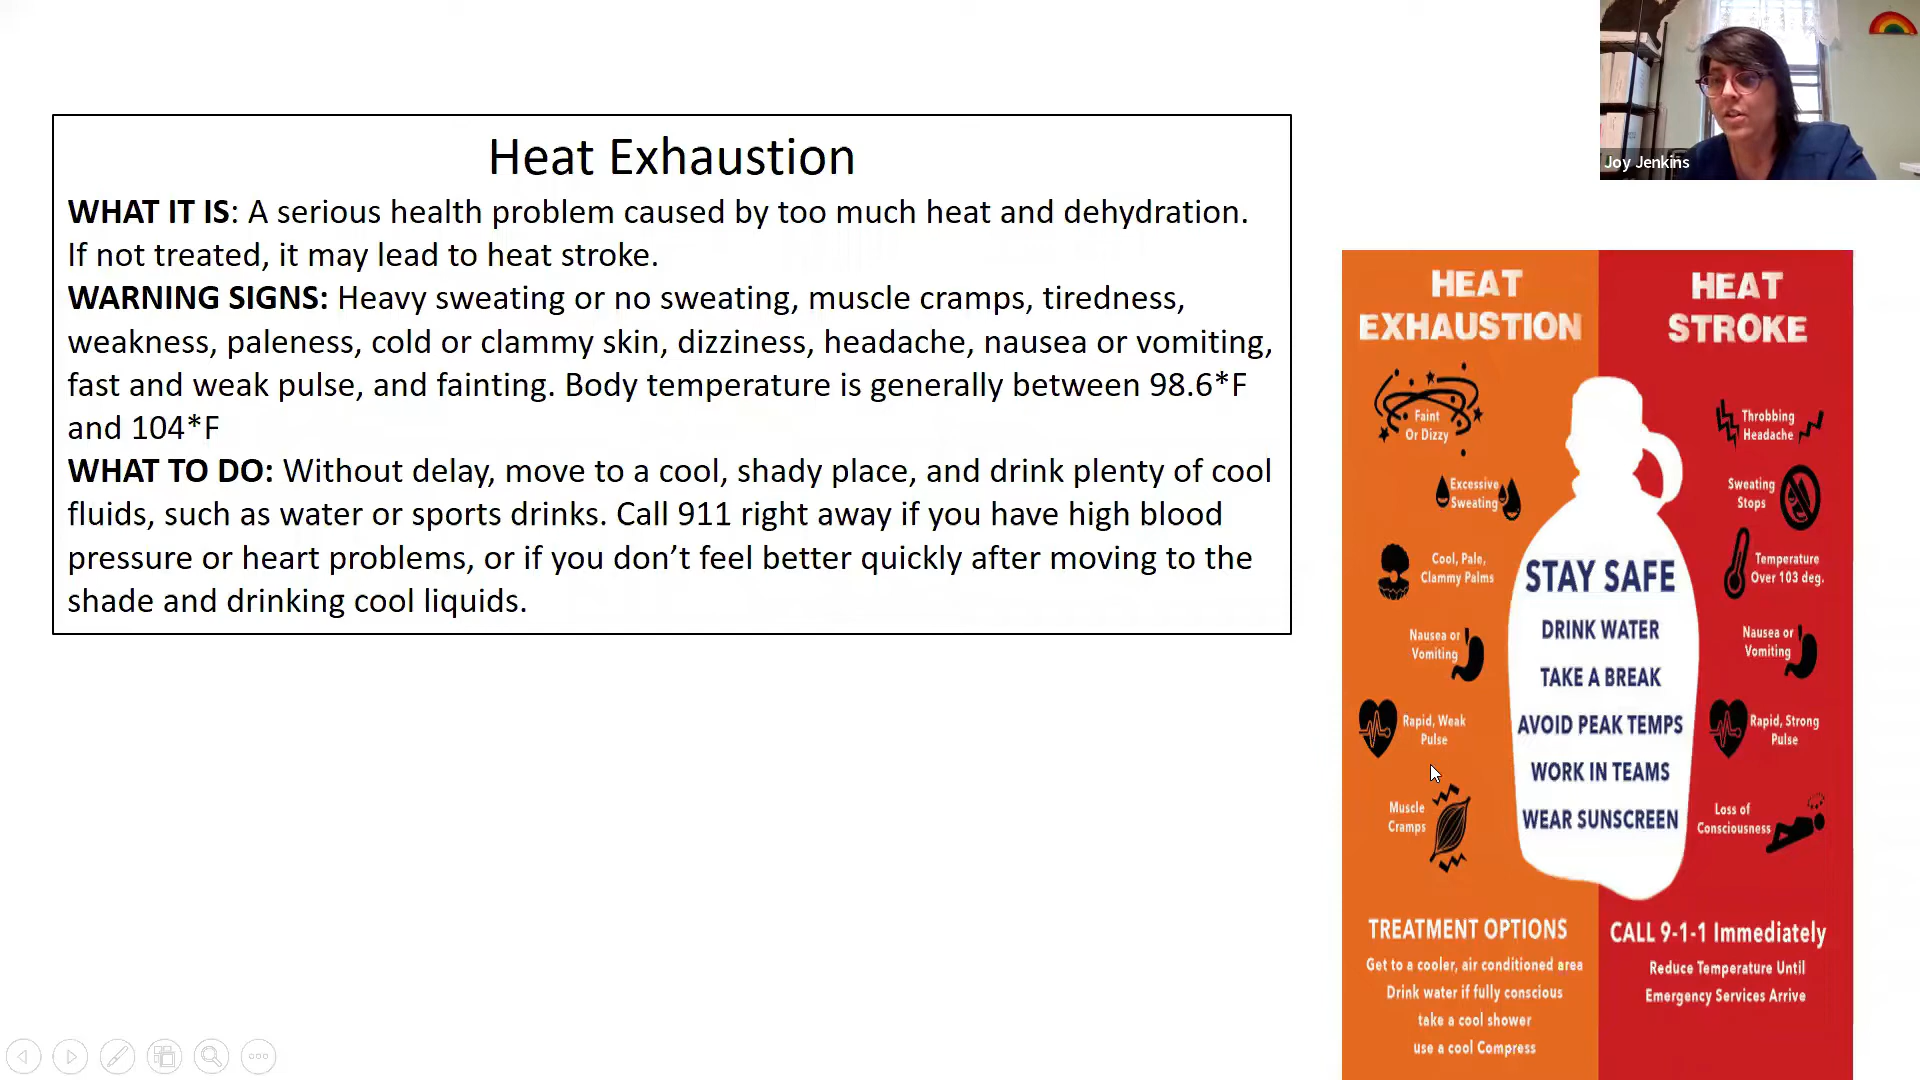 Joy Jenkins
Heat Exhaustion
WHAT IT IS: A serious health problem caused by too much heat and dehydration.
If not treated, it may lead to heat stroke.
WARNING SIGNS: Heavy sweating or no sweating, muscle cramps, tiredness,
weakness, paleness, cold or clammy skin, dizziness, headache, nausea or vomiting,
fast and weak pulse, and fainting. Body temperature is generally between 98.6*F
and 104*F
WHAT TO DO: Without delay, move to a cool, shady place, and drink plenty of cool
fluids, such as water or sports drinks. Call 911 right away if you have high blood
pressure or heart problems, or if you don’t feel better quickly after moving to the
shade and drinking cool liquids.
HEAT
EXHAUSTION
Faint
Or Dizzy
Excessive
Sweating
Cool, Pale,
Clammy Palms
Nausea or
Vomiting
Rapid, Weak
Pulse
Muscle
Cramps
TREATMENT OPTIONS
Get to a cooler, air conditioned area
Drink water if fully conscious
take a cool shower
use a cool Compress
STAY SAFE
DRINK WATER
TAKE A BREAK
AVOID PEAK TEMPS
WORK IN TEAMS
WEAR SUNSCREEN
HEAT
STROKE
Throbbing
Headache
Sweating
Stops
Temperature
Over 103 deg.
Nausea or
Vomiting
Rapid, Strong
Pulse
Loss of
Consciousness
CALL 9-1-1 Immediately
Reduce Temperature Until
Emergency Services Arrive